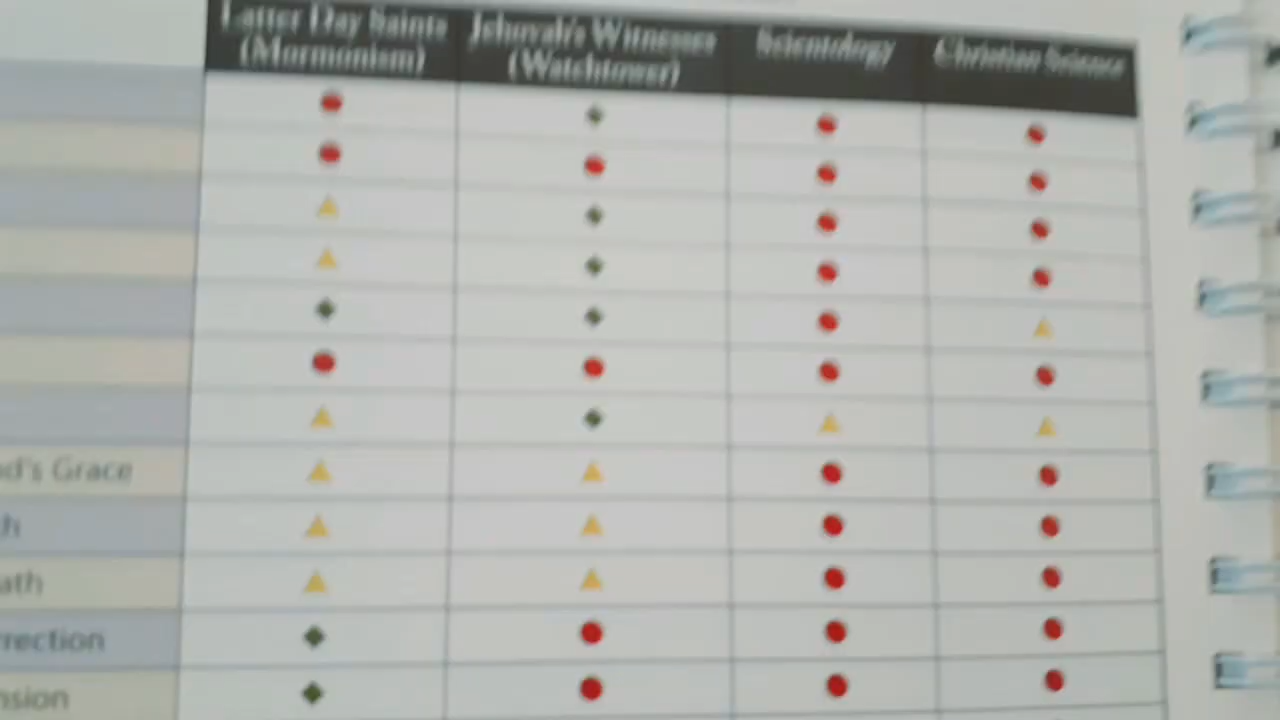 Latter Day Saints Jehovah's Witnesses Scientology Christian Science
(Mormonism) (Watchtower)
d's Grace
h
ath
rrection
nsion